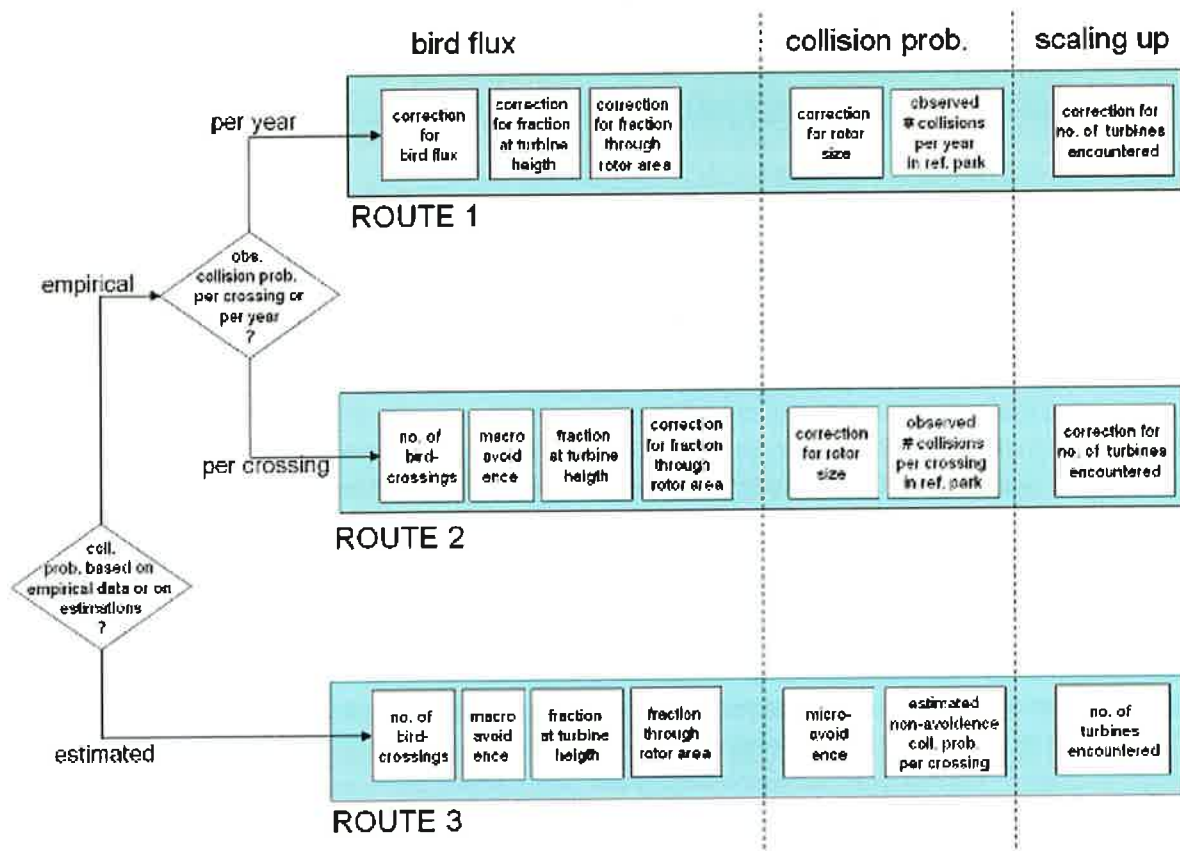 bird flux
collision prob.
scaling up
per year
correction
for
bird flux
correction
for fraction
at turbine
heigth
correction
for fraction
through
rotor area
correction
for rotor
size
observed
# collisions
per year
in ref. park
correction for
no. of turbines
encountered
ROUTE 1
empirical
obs.
collision prob.
per crossing or
per year
?
per crossing
no. of
bird-
crossings
macro
avoid
ence
fraction
at turbine
heigth
correction
for fraction
through
rotor area
correction
for rotor
size
observed
# collisions
per crossing
in ref. park
correction for
no. of turbines
encountered
ROUTE 2
coll.
prob. based on
empirical data or on
estimations
?
estimated
no. of
bird-
crossings
macro
avoid
ence
fraction
at turbine
heigth
fraction
through
rotor area
micro-
avoid
ence
estimated
non-avoidence
coll. prob.
per crossing
no. of
turbines
encountered
ROUTE 3